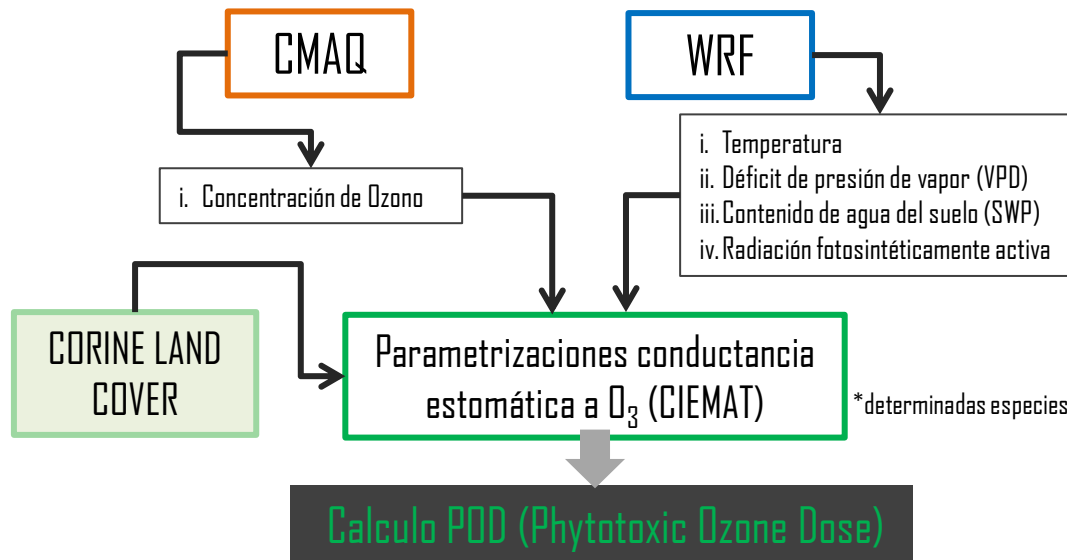 CMAQ
WRF
i. Concentración de Ozono
i. Temperatura
ii. Déficit de presión de vapor (VPD)
iii. Contenido de agua del suelo (SWP)
iv. Radiación fotosintéticamente activa
CORINE LAND
COVER
Parametrizaciones conductancia
estomática a O₃ (CIEMAT)
*determinadas especies
Calculo POD (Phytotoxic Ozone Dose)